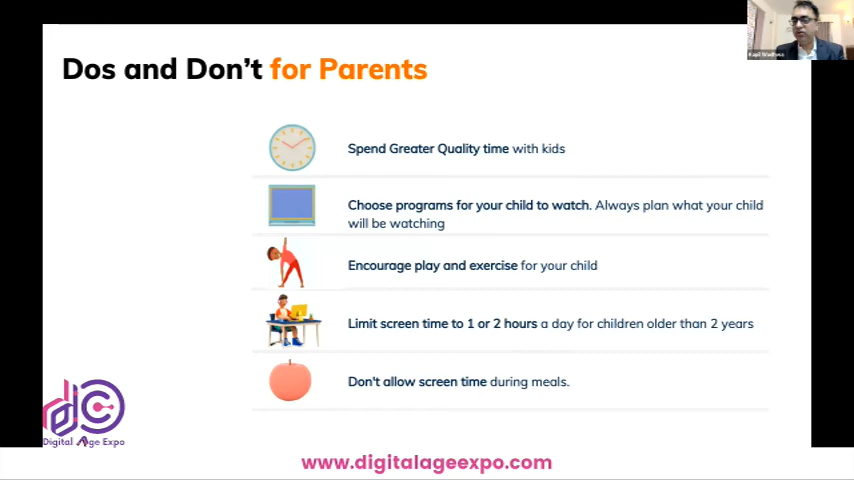 Dos and Don't for Parents
Spend Greater Quality time with kids
Choose programs for your child to watch. Always plan what your child
will be watching
Encourage play and exercise for your child
Limit screen time to 1 or 2 hours a day for children older than 2 years
Don't allow screen time during meals.
Digital Age Expo
www.digitalageexpo.com